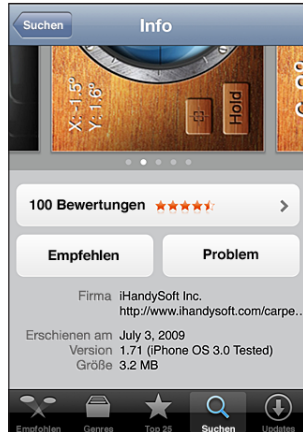 Suchen
Info
X:-1.5°
Y: 1.6°
Hold
100 Bewertungen
Empfehlen
Problem
Firma iHandySoft Inc.
http://www.ihandysoft.com/carpe...
Erschienen am July 3, 2009
Version 1.71 (iPhone OS 3.0 Tested)
Größe 3.2 MB
Empfohlen Genres Top 25 Suchen Updates